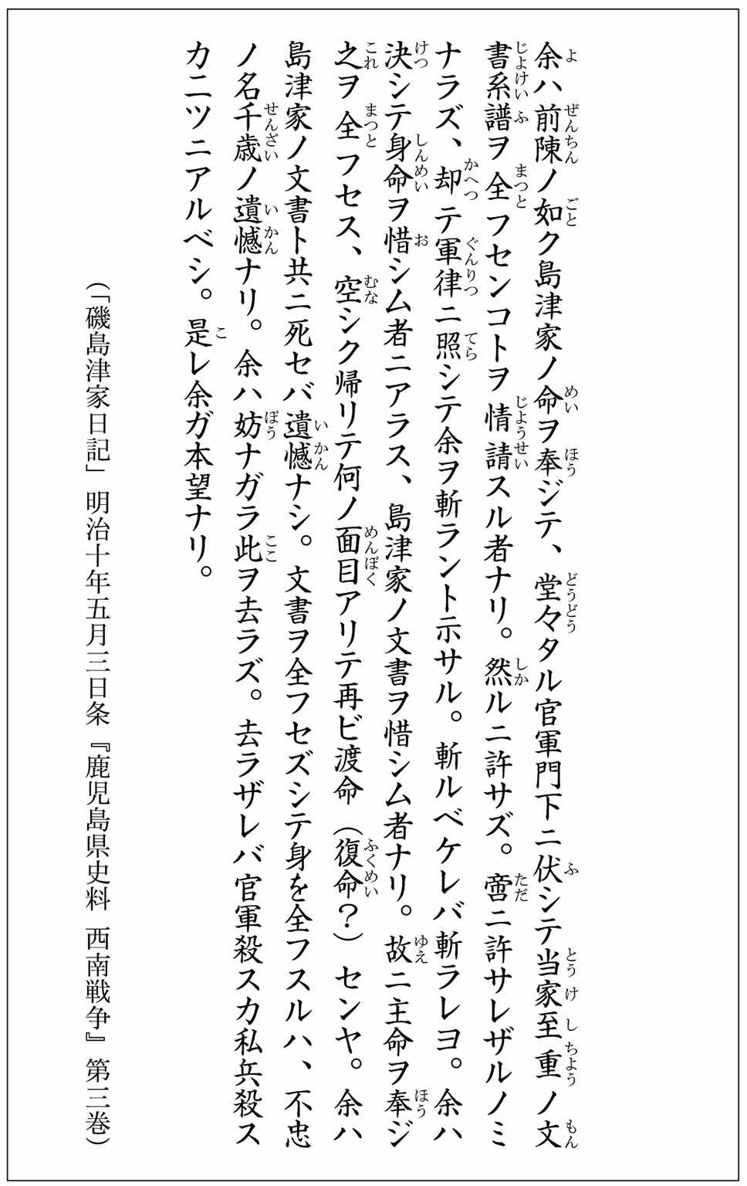 余ハ前陳ノ如ク島津家ノ命ヲ奉ジテ、堂々タル官軍門下ニ伏シテ当家至重ノ文
書系譜ヲ全フセンコトヲ情請スル者ナリ。然ルニ許サズ。啻ニ許サレザルノミ
ナラズ、却テ軍律ニ照シテ余ヲ斬ラント示サル。斬ルベケレバ斬ラレヨ。余ハ
決シテ身命ヲ惜シム者ニアラス、島津家ノ文書ヲ惜シム者ナリ。故ニ主命ヲ奉ジ
之ヲ全フセス、空シク帰リテ何ノ面目アリテ再ビ渡命（復命？）センヤ。余ハ
島津家ノ文書ト共ニ死セバ遺憾ナシ。文書ヲ全フセズシテ身を全フスルハ、不忠
ノ名千歳ノ遺憾ナリ。余ハ妨ナガラ此ヲ去ラズ。去ラザレバ官軍殺スカ私兵殺ス
カ二ツニアルベシ。是レ余ガ本望ナリ。
（「磯島津家日記」明治十年五月三日条『鹿児島県史料 西南戦争』第三巻）